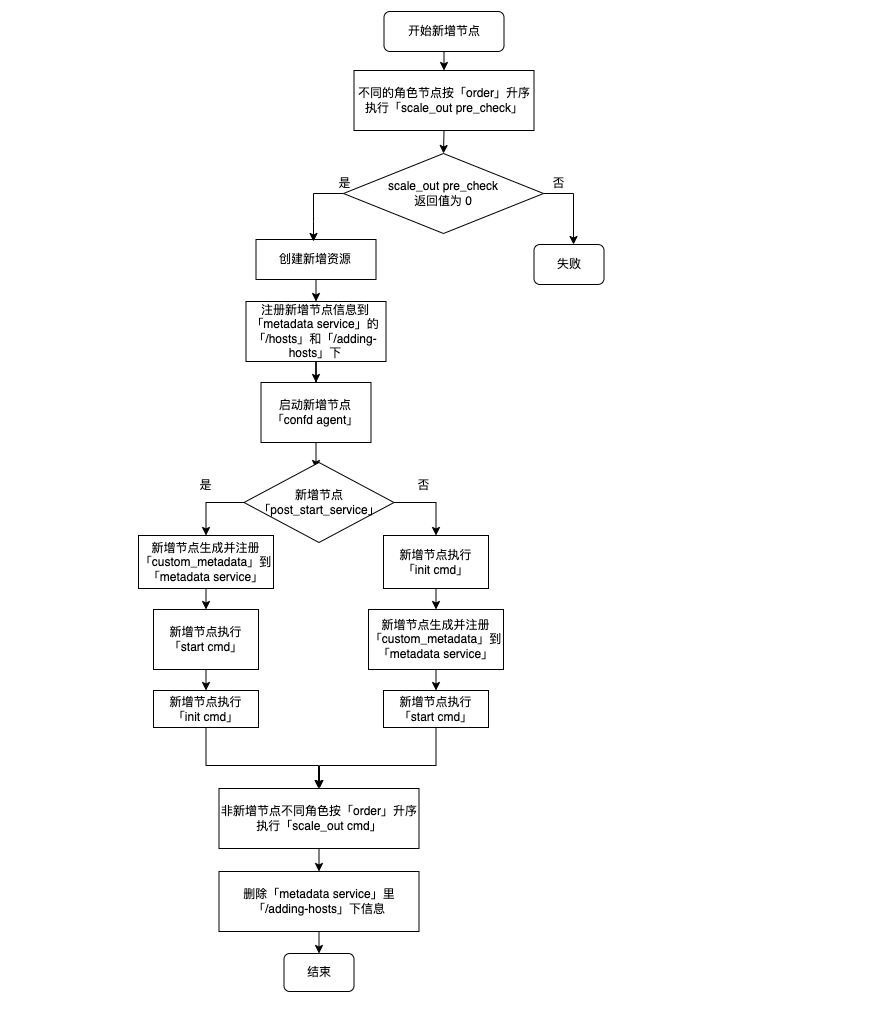 开始新增节点
不同的角色节点按「order」升序
执行「scale_out pre_check」
是
scale_out pre_check
返回值为 0
否
创建新增资源
失败
注册新增节点信息到
「metadata service」的
「/hosts」和「/adding-
hosts」下
启动新增节点
「confd agent」
是
新增节点
「post_start_service」
否
新增节点生成并注册
「custom_metadata」到
「metadata service」
新增节点执行
「init cmd」
新增节点执行
「start cmd」
新增节点生成并注册
「custom_metadata」到
「metadata service」
新增节点执行
「init cmd」
新增节点执行
「start cmd」
非新增节点不同角色按「order」升序
执行「scale_out cmd」
删除「metadata service」里
「/adding-hosts」下信息
结束